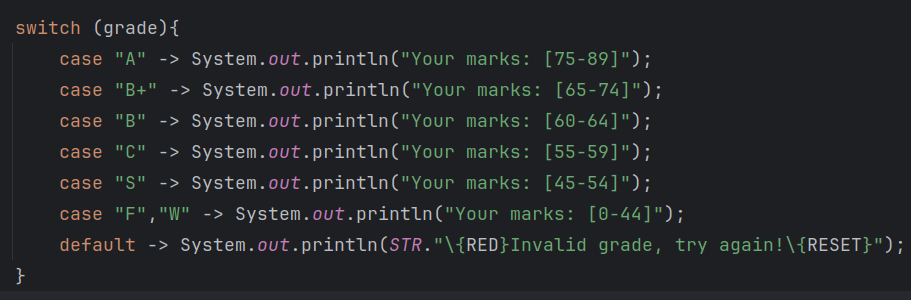 switch (grade){
    case "A" -> System.out.println("Your marks: [75-89]");
    case "B+" -> System.out.println("Your marks: [65-74]");
    case "B" -> System.out.println("Your marks: [60-64]");
    case "C" -> System.out.println("Your marks: [55-59]");
    case "S" -> System.out.println("Your marks: [45-54]");
    case "F","W" -> System.out.println("Your marks: [0-44]");
    default -> System.out.println(STR."\{RED}Invalid grade, try again!\{RESET}");
}